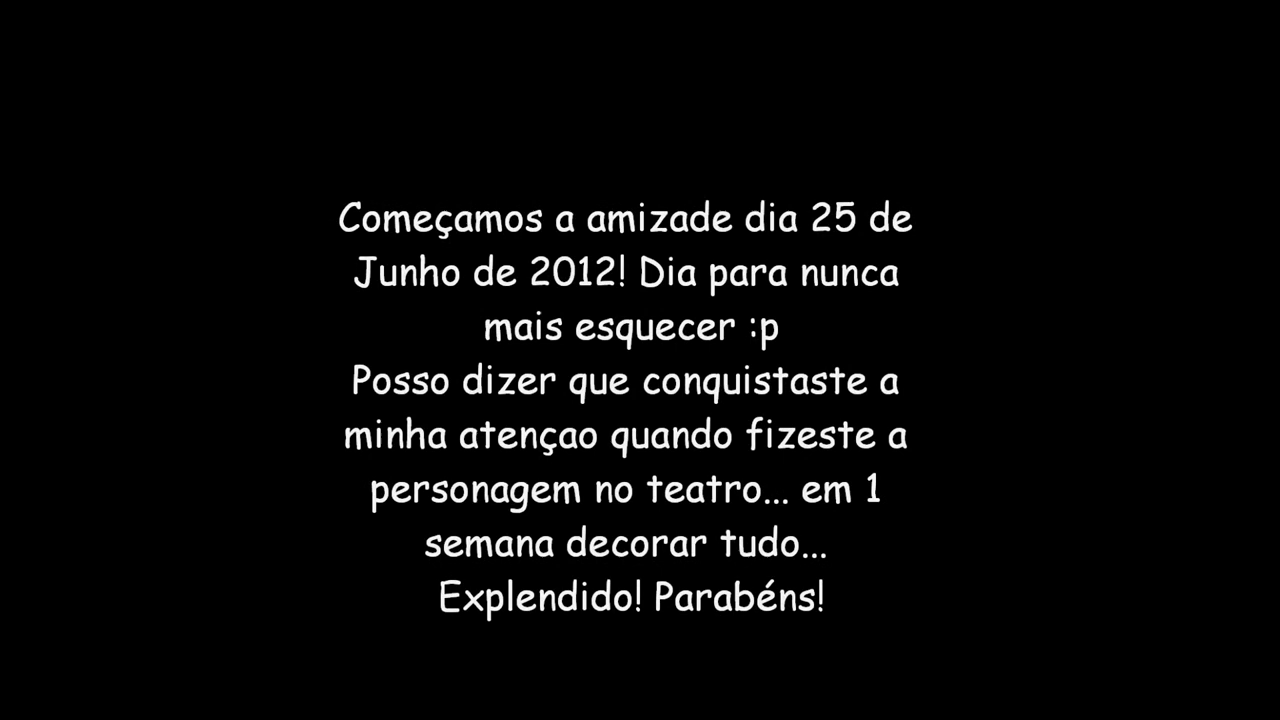 Começamos a amizade dia 25 de
Junho de 2012! Dia para nunca
mais esquecer :p
Posso dizer que conquistaste a
minha atençao quando fizeste a
personagem no teatro... em 1
semana decorar tudo...
Explendido! Parabéns!